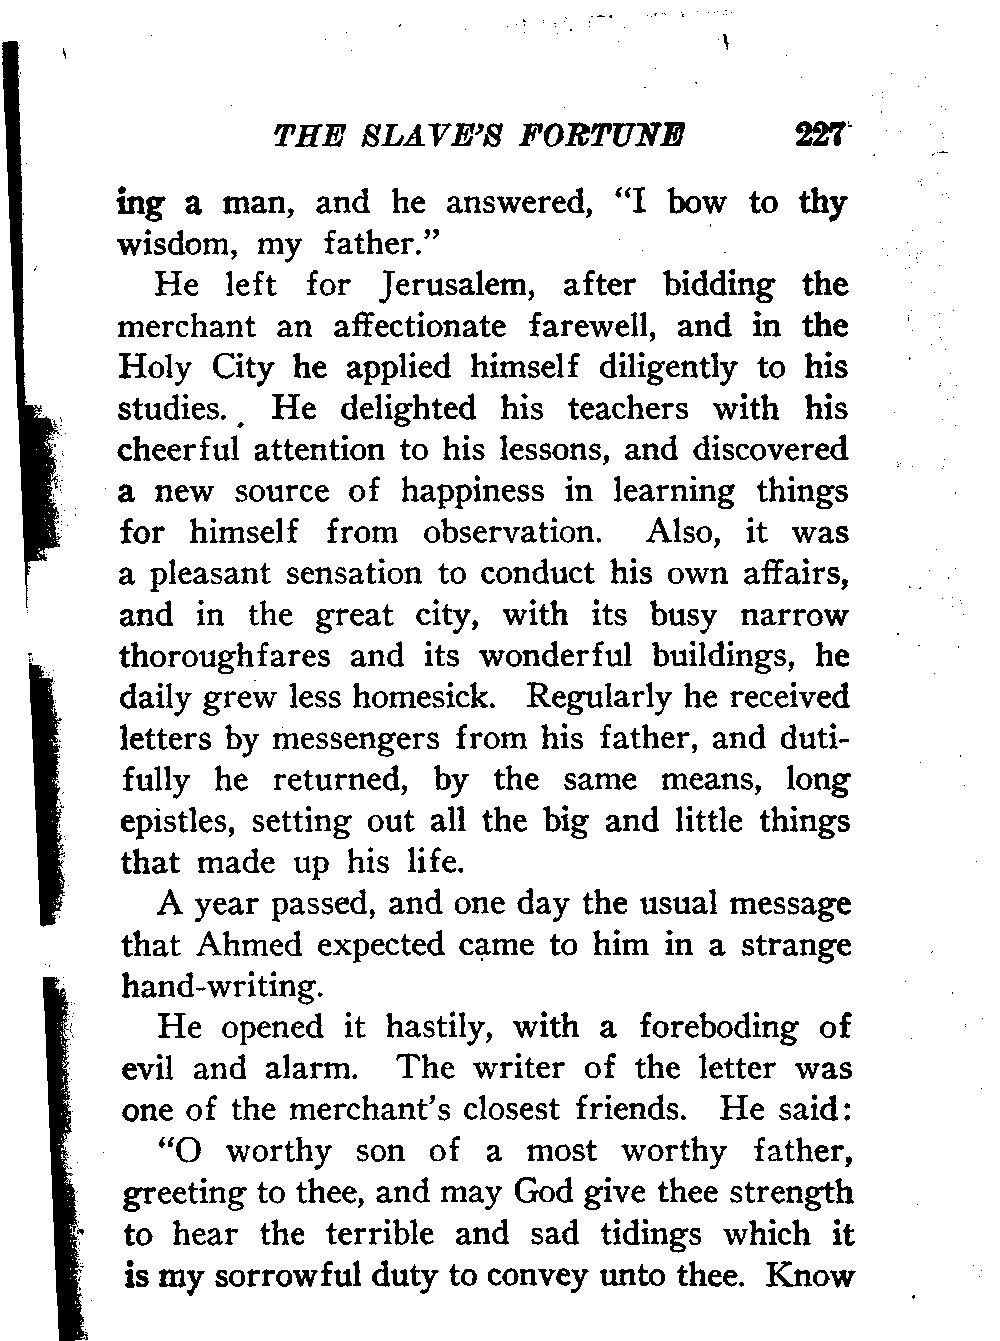 THE SLAVE'S FORTUNE 227
ing a man, and he answered, "I bow to thy
wisdom, my father."
He left for Jerusalem, after bidding the
merchant an affectionate farewell, and in the
Holy City he applied himself diligently to his
studies. He delighted his teachers with his
cheerful attention to his lessons, and discovered
a new source of happiness in learning things
for himself from observation. Also, it was
a pleasant sensation to conduct his own affairs,
and in the great city, with its busy narrow
thoroughfares and its wonderful buildings, he
daily grew less homesick. Regularly he received
letters by messengers from his father, and duti-
fully he returned, by the same means, long
epistles, setting out all the big and little things
that made up his life.
A year passed, and one day the usual message
that Ahmed expected came to him in a strange
hand-writing.
He opened it hastily, with a foreboding of
evil and alarm. The writer of the letter was
one of the merchant's closest friends. He said:
"O worthy son of a most worthy father,
greeting to thee, and may God give thee strength
to hear the terrible and sad tidings which it
is my sorrowful duty to convey unto thee. Know